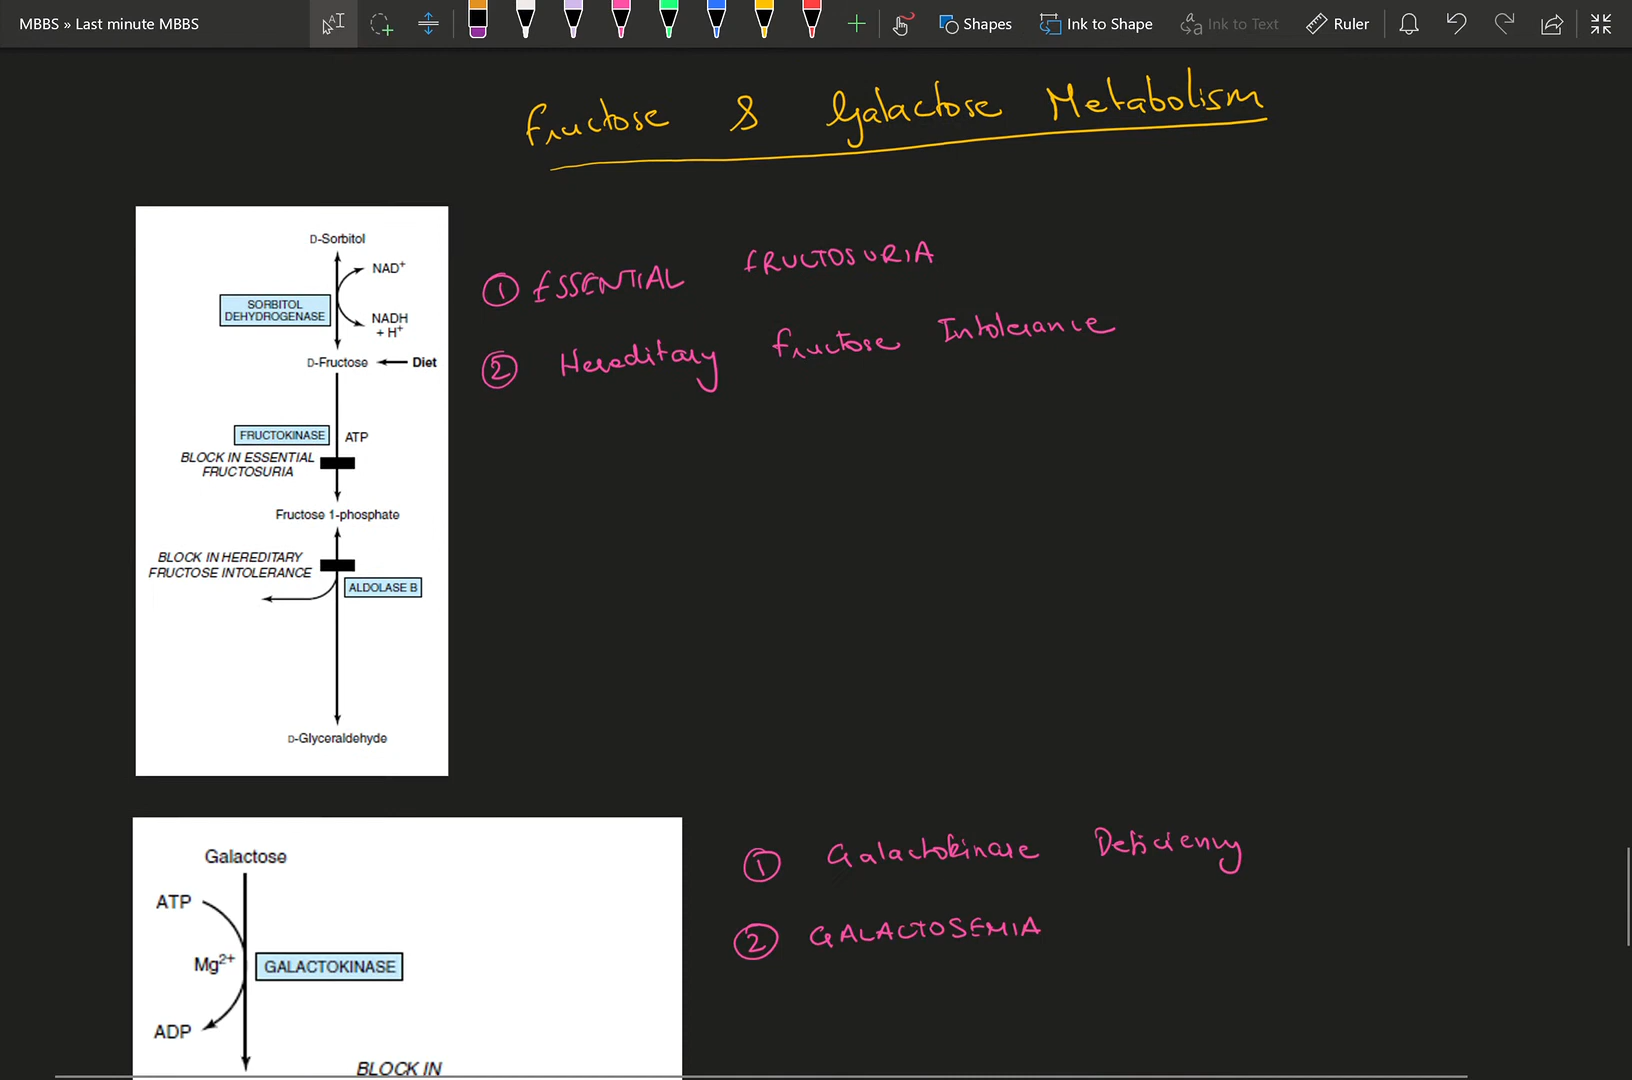 MBBS » Last minute MBBS
Shapes
Ink to Shape
Ink to Text
Ruler
Fructose & Galactose Metabolism
D-Sorbitol
NAD+
SORBITOL
DEHYDROGENASE
NADH
+ H+
D-Fructose
Diet
FRUCTOKINASE
ATP
BLOCK IN ESSENTIAL
FRUCTOSURIA
Fructose 1-phosphate
BLOCK IN HEREDITARY
FRUCTOSE INTOLERANCE
ALDOLASE B
D-Glyceraldehyde
① ESSENTIAL FRUCTOSURIA
② Hereditary Fructose Intolerance
Galactose
ATP
Mg2+
GALACTOKINASE
ADP
BLOCK IN
① Galactokinase Deficiency
② GALACTOSEMIA